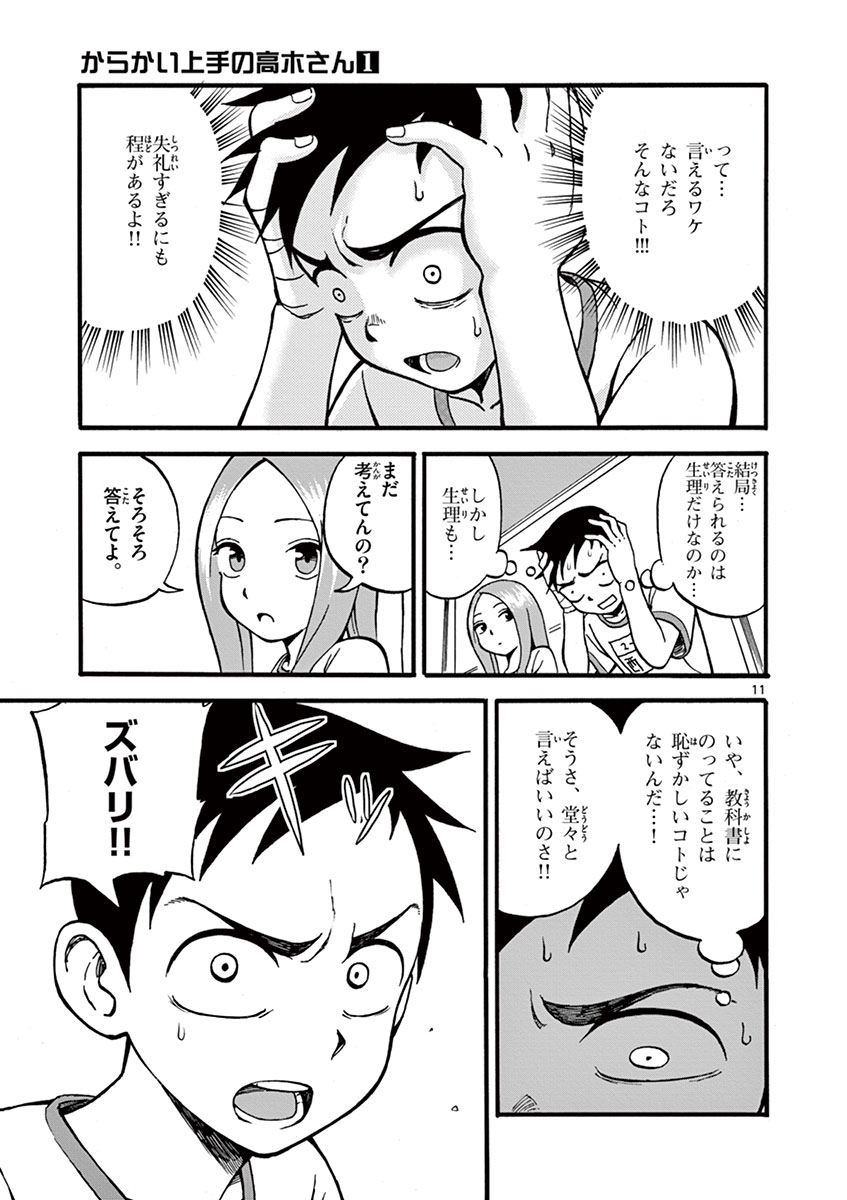 からかい上手の高木さん1
って…
言えるワケ
ないだろ
そんなコト!!!
失礼すぎるにも
程があるよ!!
結局…
答えられるのは
生理だけなのか…
しかし
生理も…
まだ
考えてんの?
そろそろ
答えてよ。
11
いや、教科書に
のってることは
恥ずかしいコトじゃ
ないんだ…!
そうさ、堂々と
言えばいいのさ!!
ズバリ!!